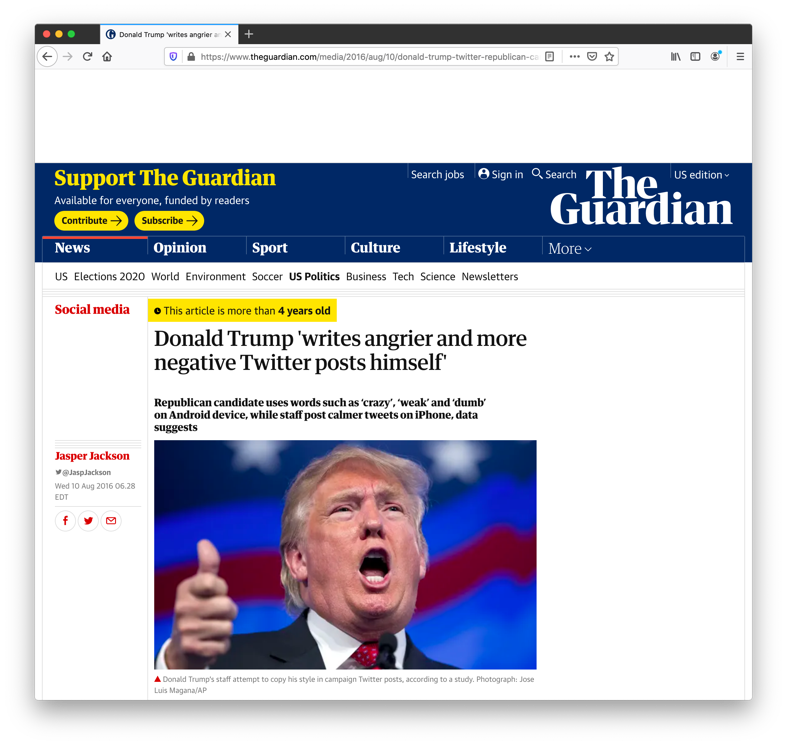 Donald Trump 'writes angrier an
https://www.theguardian.com/media/2016/aug/10/donald-trump-twitter-republican-ca
Support The Guardian
Available for everyone, funded by readers
Contribute → Subscribe →
Search jobs Sign in Search US edition
The
Guardian
News Opinion Sport Culture Lifestyle More
US Elections 2020 World Environment Soccer US Politics Business Tech Science Newsletters
Social media
This article is more than 4 years old
Donald Trump 'writes angrier and more
negative Twitter posts himself'
Republican candidate uses words such as ‘crazy’, ‘weak’ and ‘dumb’
on Android device, while staff post calmer tweets on iPhone, data
suggests
Jasper Jackson
@JaspJackson
Wed 10 Aug 2016 06.28
EDT
Donald Trump’s staff attempt to copy his style in campaign Twitter posts, according to a study. Photograph: Jose
Luis Magana/AP